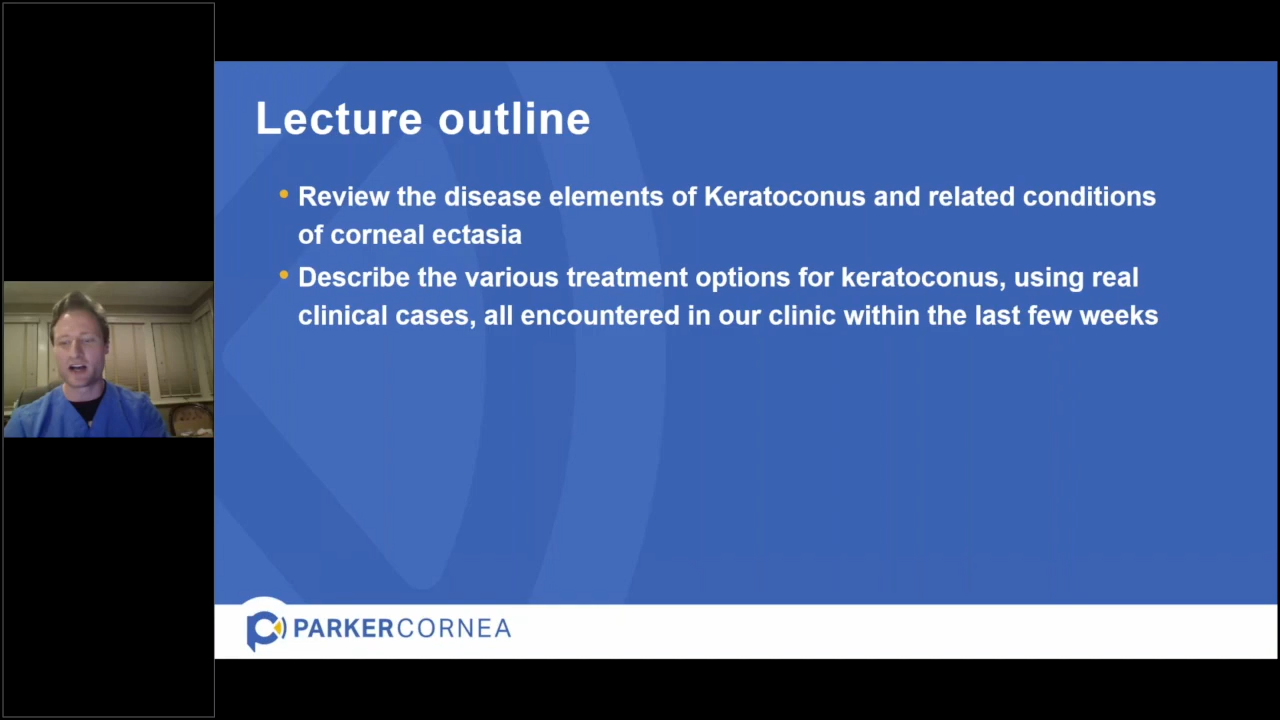 Lecture outline
• Review the disease elements of Keratoconus and related conditions
of corneal ectasia
• Describe the various treatment options for keratoconus, using real
clinical cases, all encountered in our clinic within the last few weeks
PARKERCORNEA